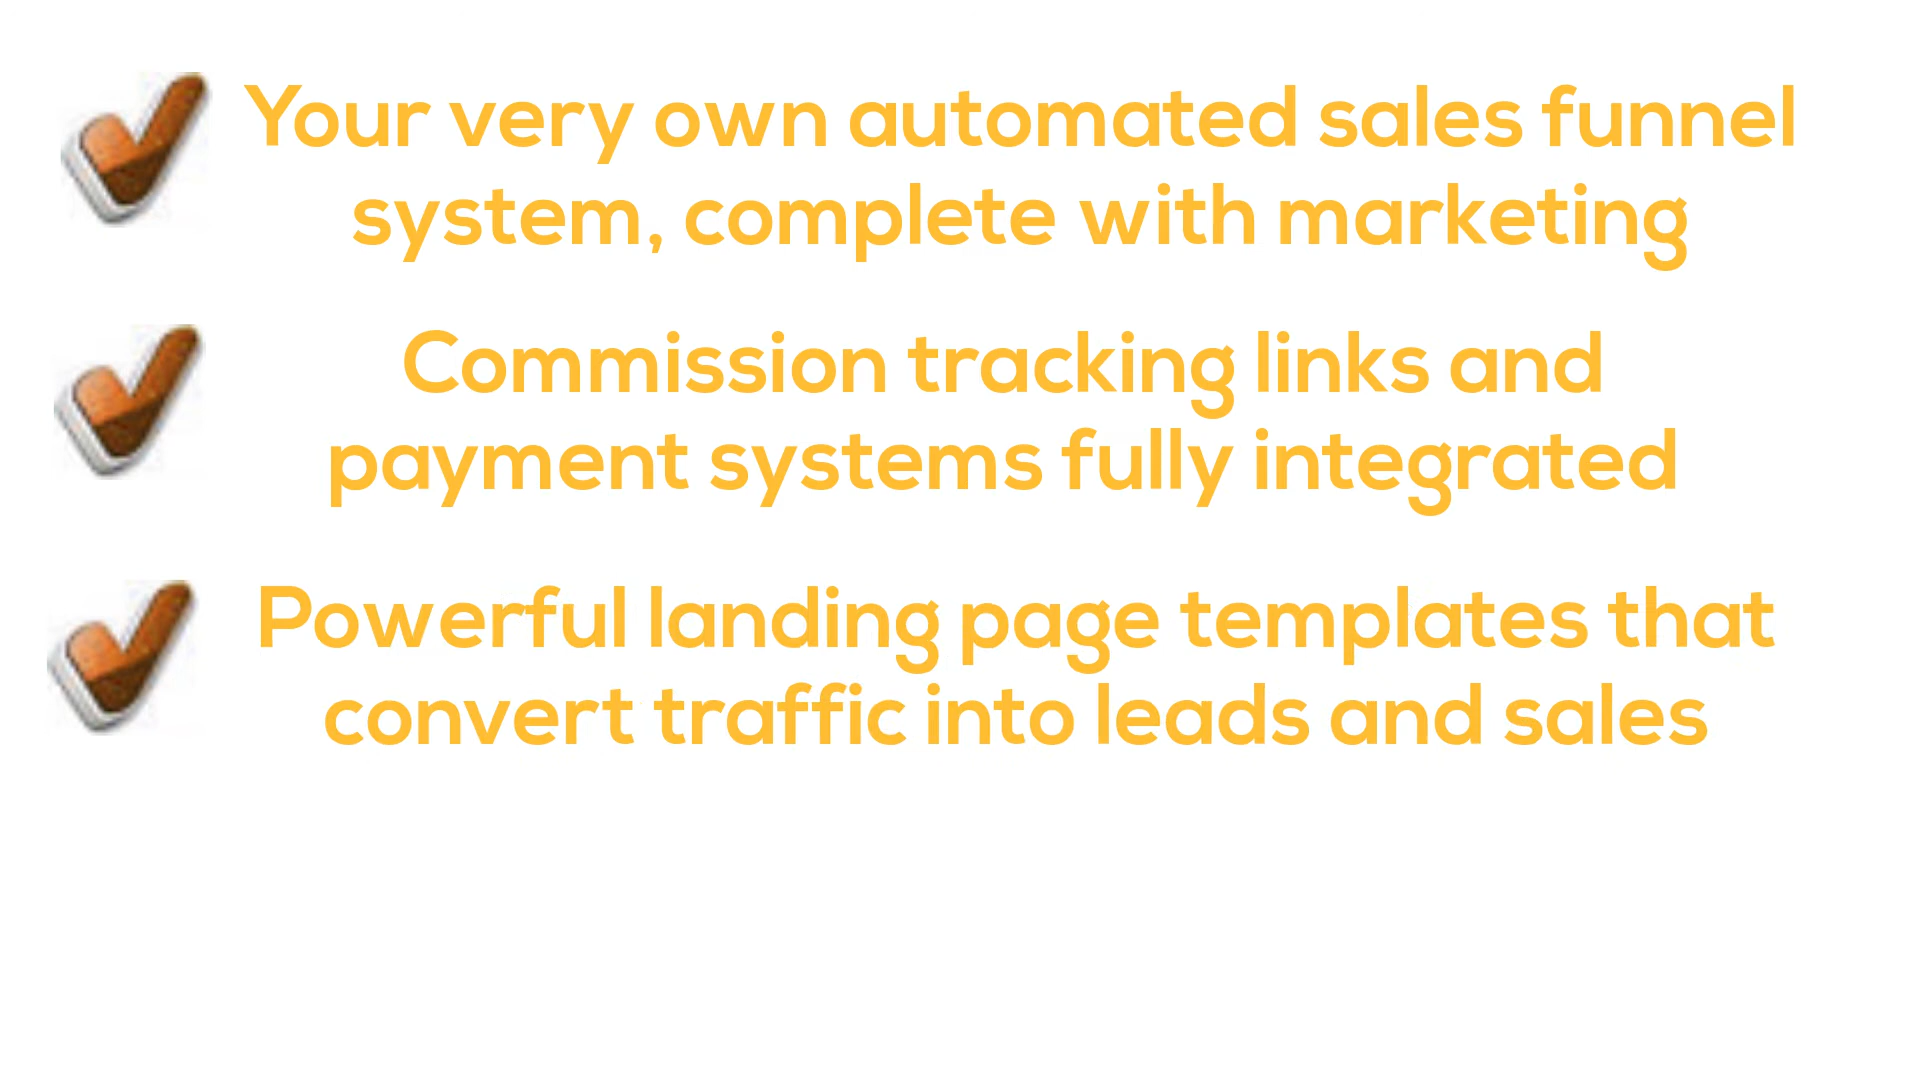 Your very own automated sales funnel
system, complete with marketing
Commission tracking links and
payment systems fully integrated
Powerful landing page templates that
convert traffic into leads and sales